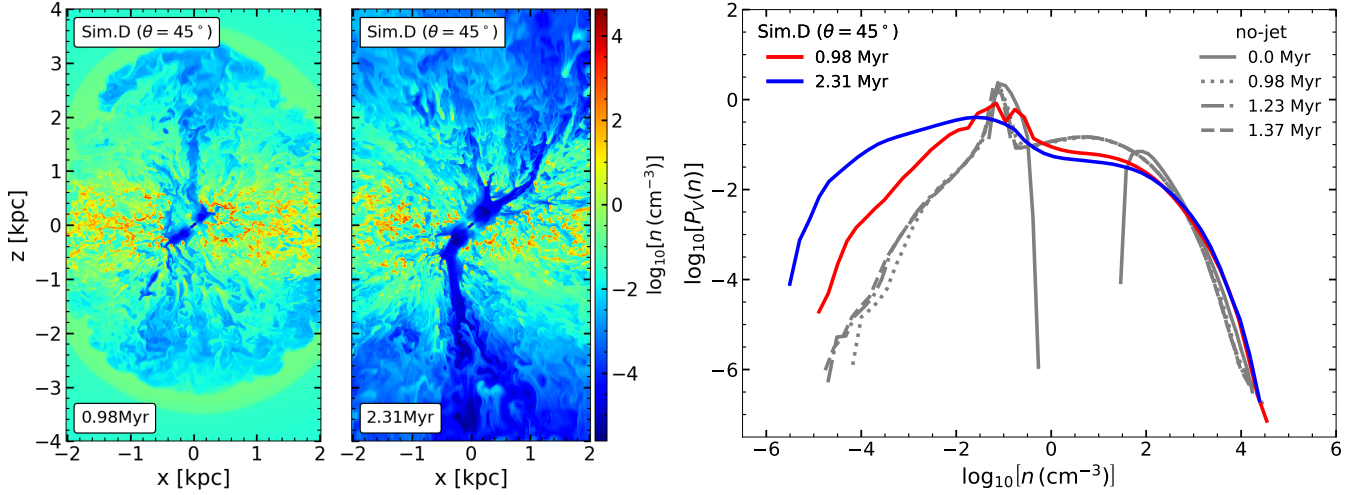 Sim.D (θ = 45°)
0.98Myr
4
3
2
1
0
−1
−2
−3
−4
z [kpc]
−2 −1 0 1 2
x [kpc]
Sim.D (θ = 45°)
2.31Myr
−2 −1 0 1 2
x [kpc]
4
2
0
−2
−4
log₁₀[n (cm⁻³)]
Sim.D (θ = 45°)
0.98 Myr
2.31 Myr
no-jet
0.0 Myr
0.98 Myr
1.23 Myr
1.37 Myr
2
0
−2
−4
−6
log₁₀[P_V(n)]
−6 −4 −2 0 2 4 6
log₁₀[n (cm⁻³)]